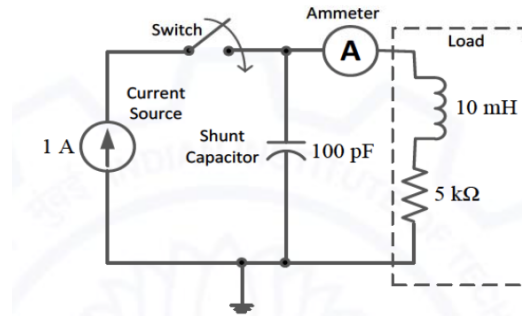 Ammeter
Switch
A
Load
Current
Source
10 mH
1 A
Shunt
Capacitor
100 pF
5 kΩ